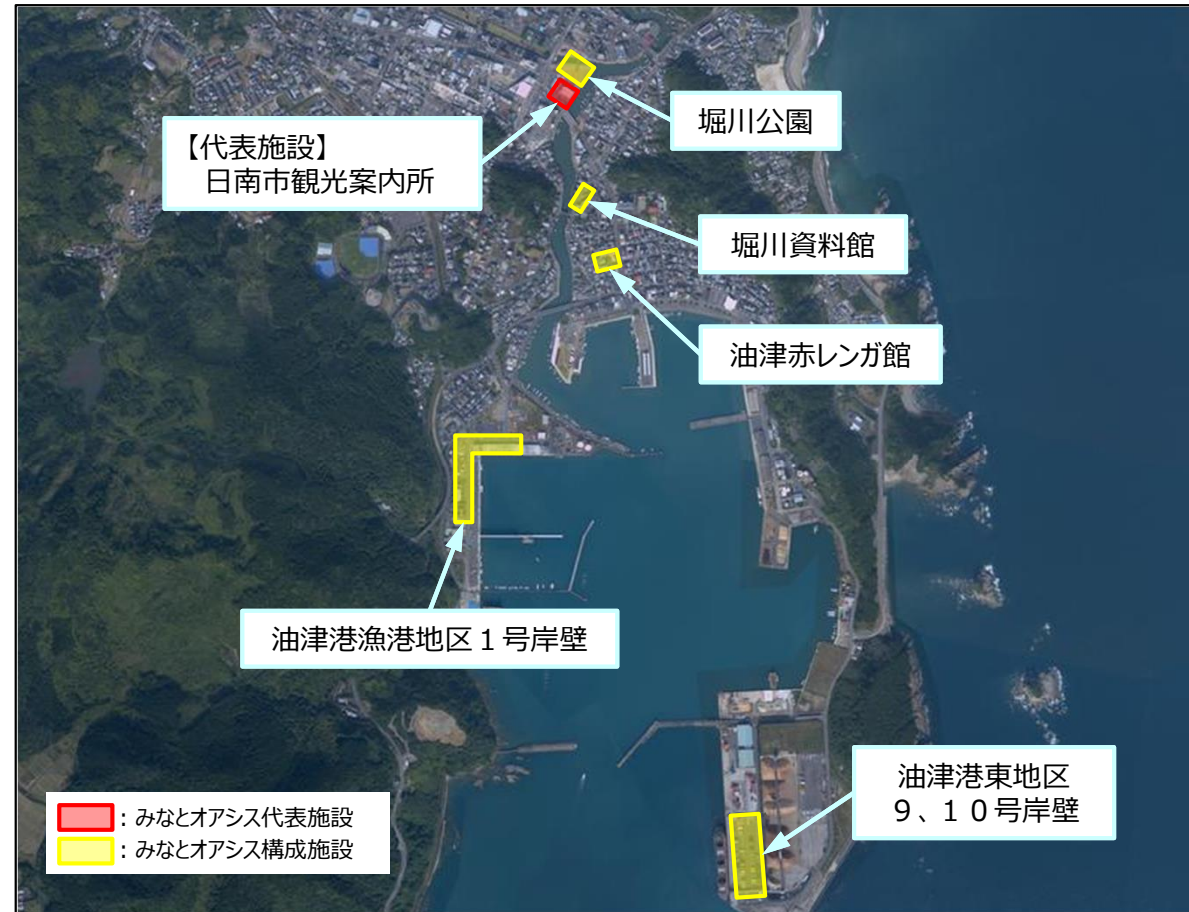 堀川公園
【代表施設】
日南市観光案内所
堀川資料館
油津赤レンガ館
油津港漁港地区1号岸壁
油津港東地区
9、10号岸壁
：みなとオアシス代表施設
：みなとオアシス構成施設